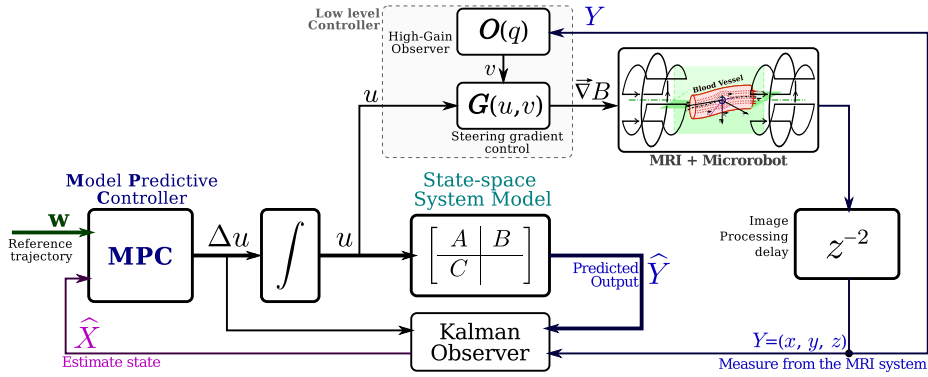 Low level
Controller
High-Gain
Observer
O(q)
v
Y
u
G(u,v)
Steering gradient
control
∇⃗B
Blood Vessel
MRI + Microrobot
Model Predictive
Controller
State-space
System Model
w
Reference
trajectory
MPC
Δu
∫
u
A B
C
Predicted
Output
Ŷ
Image
Processing
delay
z⁻²
X̂
Estimate state
Kalman
Observer
Y=(x, y, z)
Measure from the MRI system